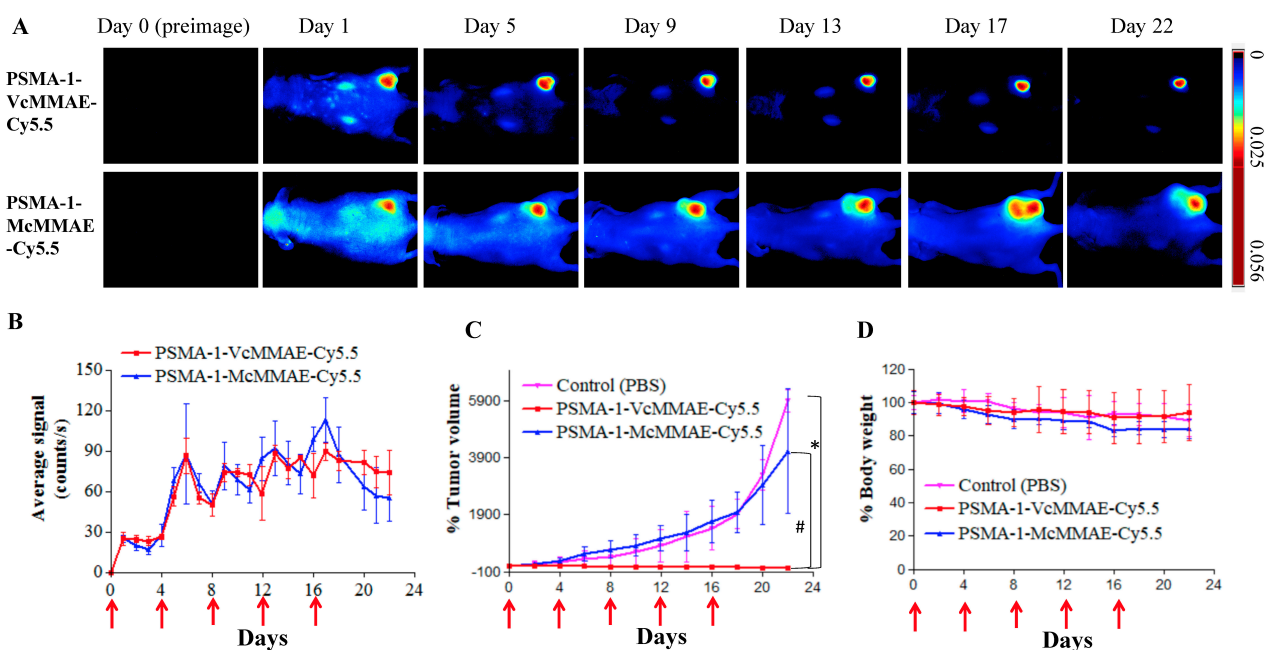 A
Day 0 (preimage)
Day 1
Day 5
Day 9
Day 13
Day 17
Day 22
PSMA-1-
VcMMAE-
Cy5.5
PSMA-1-
McMMAE
-Cy5.5
0
0.025
0.056
B
PSMA-1-VcMMAE-Cy5.5
PSMA-1-McMMAE-Cy5.5
Average signal
(counts/s)
150
120
90
60
30
0
0 4 8 12 16 20 24
Days
C
Control (PBS)
PSMA-1-VcMMAE-Cy5.5
PSMA-1-McMMAE-Cy5.5
% Tumor volume
5900
3900
1900
-100
*
#
0 4 8 12 16 20 24
Days
D
% Body weight
120
100
80
60
40
20
0
Control (PBS)
PSMA-1-VcMMAE-Cy5.5
PSMA-1-McMMAE-Cy5.5
0 4 8 12 16 20 24
Days